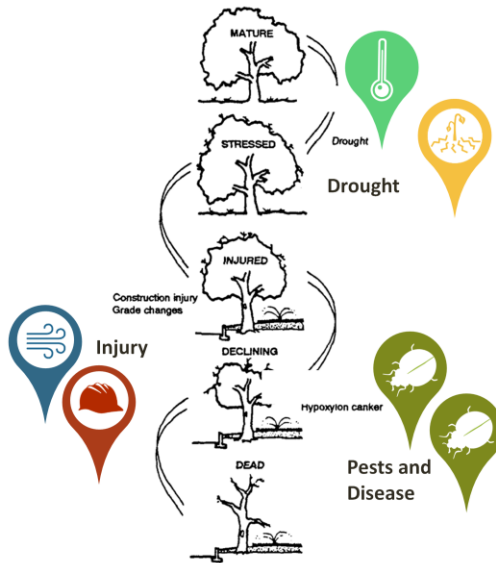 MATURE
Drought
STRESSED
Drought
INJURED
Construction injury
Grade changes
Injury
DECLINING
Hypoxylon canker
Pests and
Disease
DEAD